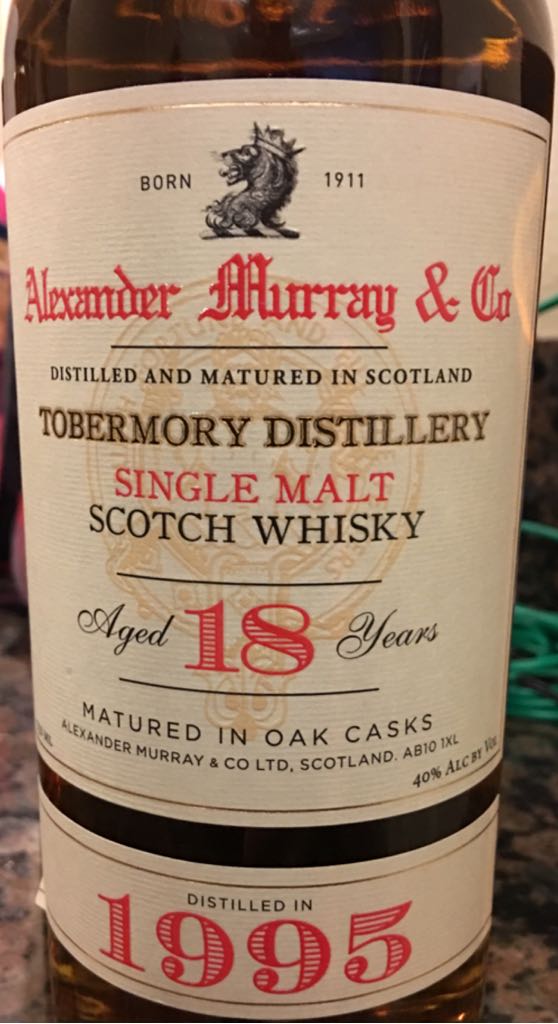 BORN 1911
Alexander Murray & Co
DISTILLED AND MATURED IN SCOTLAND
TOBERMORY DISTILLERY
SINGLE MALT
SCOTCH WHISKY
Aged 18 Years
MATURED IN OAK CASKS
ML
ALEXANDER MURRAY & CO LTD, SCOTLAND. AB10 1XL
40% ALC BY VOL
DISTILLED IN
1995